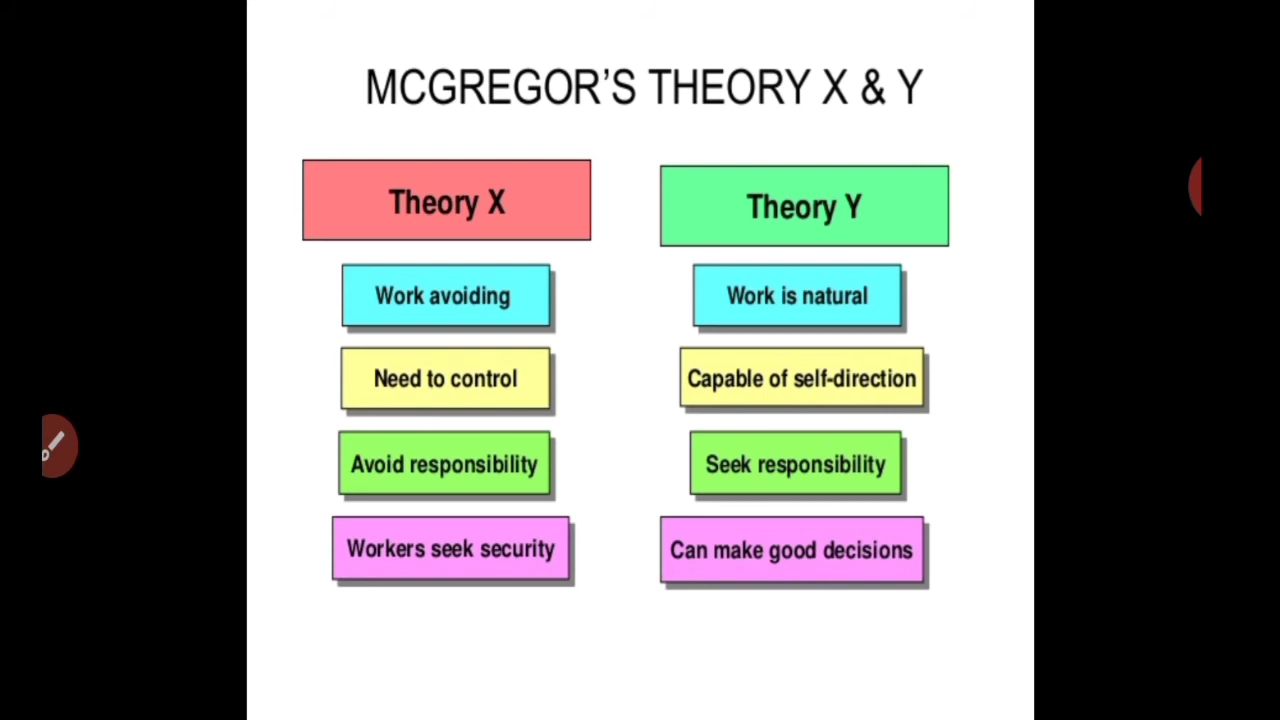 MCGREGOR'S THEORY X & Y
Theory X
Theory Y
Work avoiding
Work is natural
Need to control
Capable of self-direction
Avoid responsibility
Seek responsibility
Workers seek security
Can make good decisions